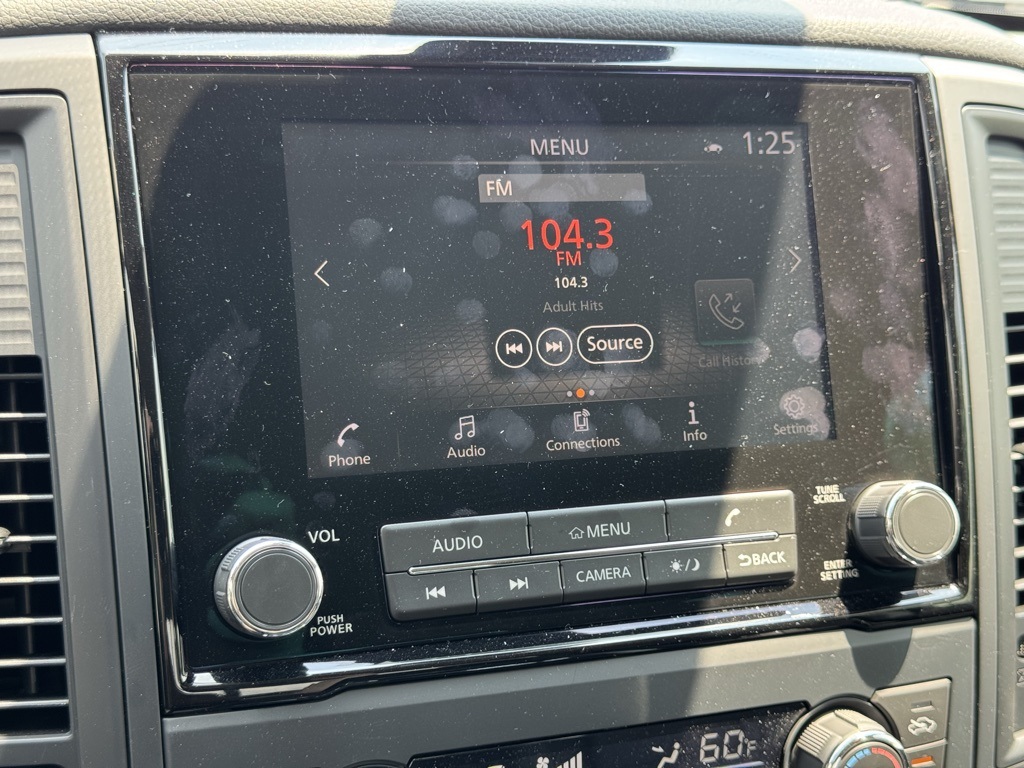 MENU
1:25
FM
104.3
FM
104.3
Adult Hits
Source
Call History
Phone
Audio
Connections
Info
Settings
VOL
PUSH
POWER
AUDIO
MENU
CAMERA
BACK
TUNE
SCROLL
ENTER
SETTING
60°F